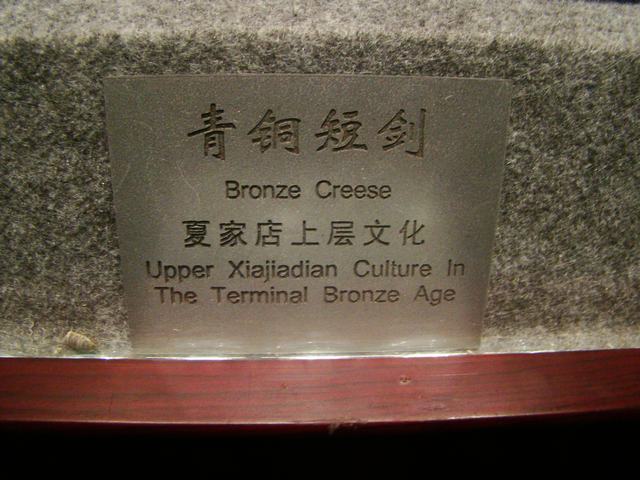 青铜短剑
Bronze Creese
夏家店上层文化
Upper Xiajiadian Culture In
The Terminal Bronze Age